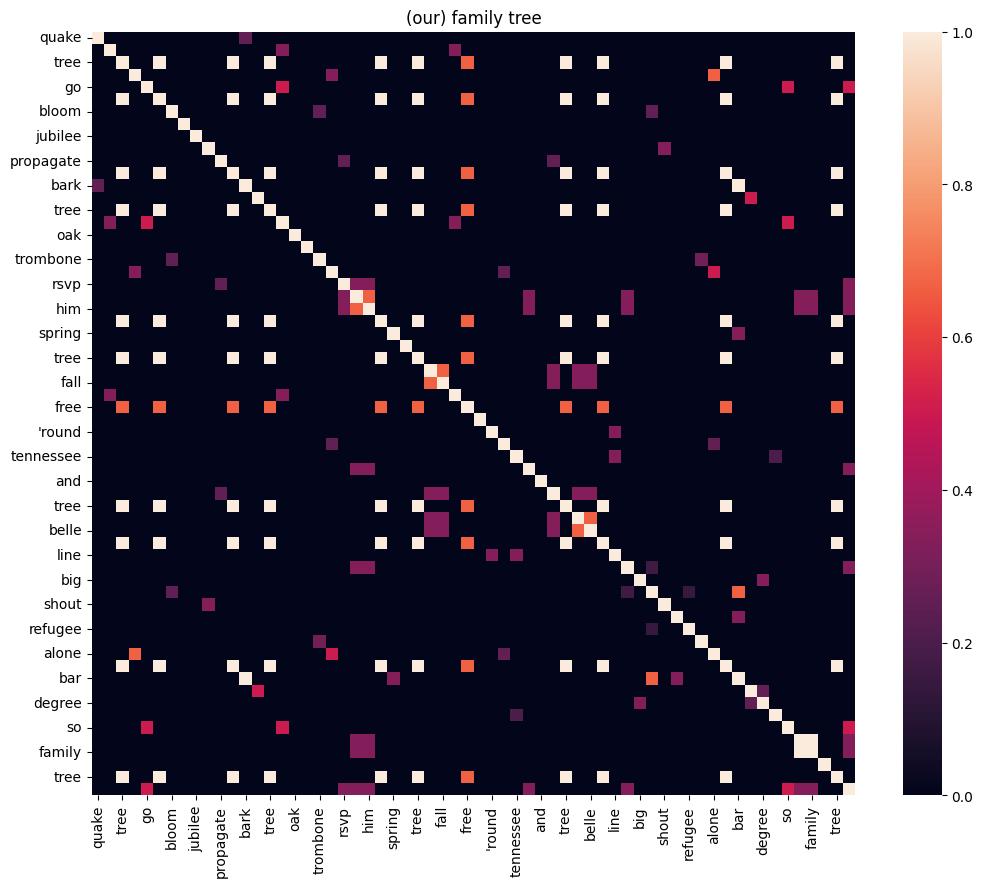 (our) family tree
quake
tree
go
bloom
jubilee
propagate
bark
tree
oak
trombone
rsvp
him
spring
tree
fall
free
'round
tennessee
and
tree
belle
line
big
shout
refugee
alone
bar
degree
so
family
tree
1.0
0.8
0.6
0.4
0.2
0.0
quake
tree
go
bloom
jubilee
propagate
bark
tree
oak
trombone
rsvp
him
spring
tree
fall
free
'round
tennessee
and
tree
belle
line
big
shout
refugee
alone
bar
degree
so
family
tree